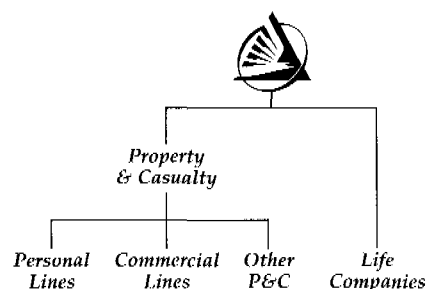 Property
& Casualty
Personal
Lines
Commercial
Lines
Other
P&C
Life
Companies